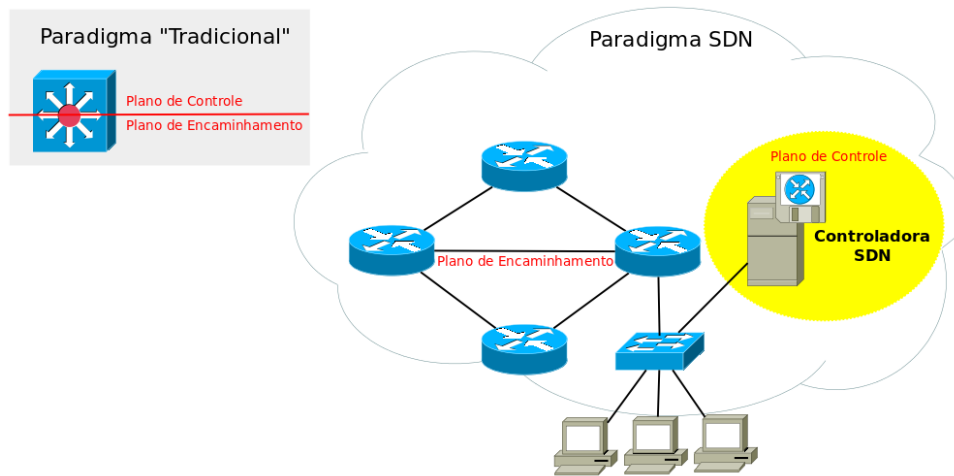 Paradigma "Tradicional"
Plano de Controle
Plano de Encaminhamento
Paradigma SDN
Plano de Controle
Controladora
SDN
Plano de Encaminhamento